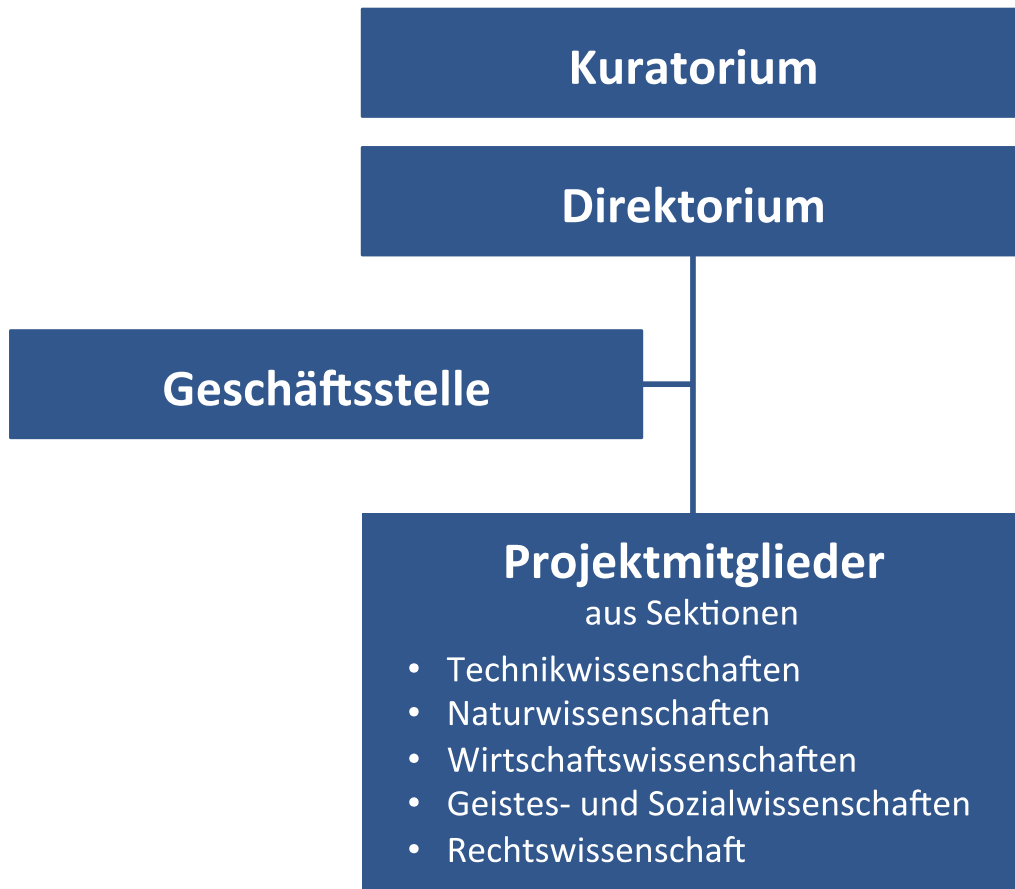 Kuratorium
Direktorium
Geschäftsstelle
Projektmitglieder
aus Sektionen
• Technikwissenschaften
• Naturwissenschaften
• Wirtschaftswissenschaften
• Geistes- und Sozialwissenschaften
• Rechtswissenschaft